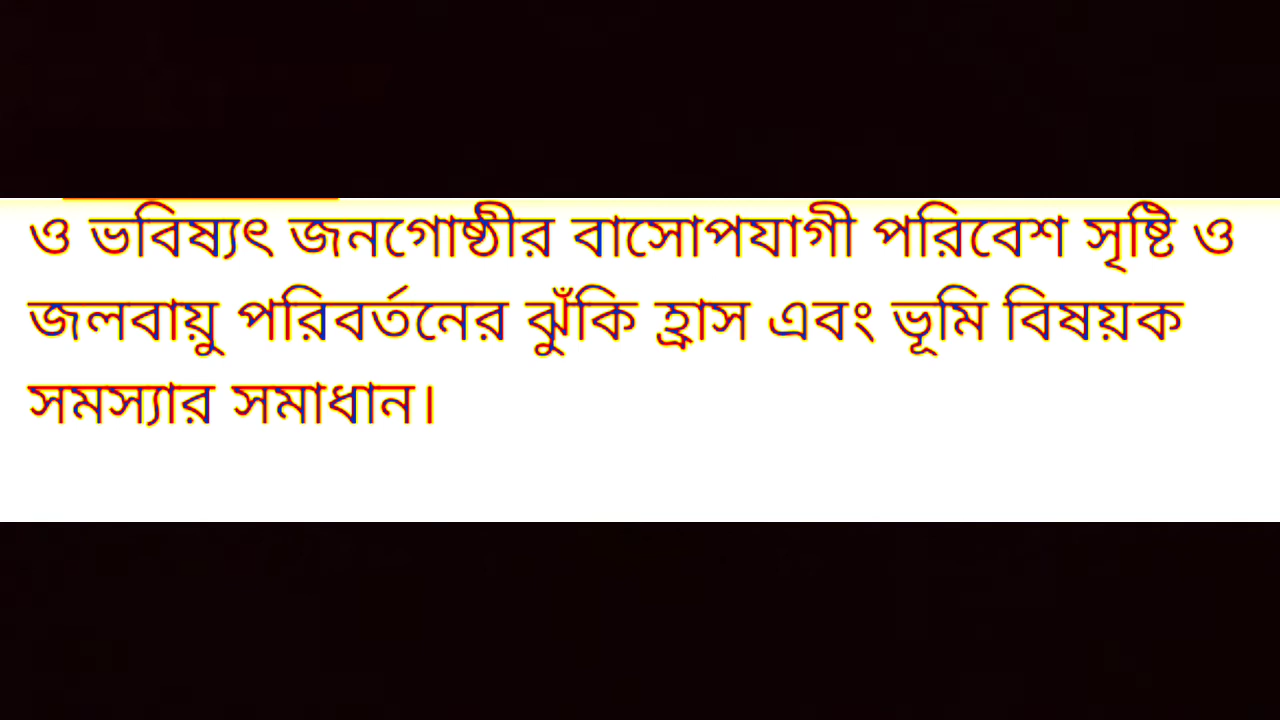 ও ভবিষ্যৎ জনগোষ্ঠীর বাসোপযাগী পরিবেশ সৃষ্টি ও
জলবায়ু পরিবর্তনের ঝুঁকি হ্রাস এবং ভূমি বিষয়ক
সমস্যার সমাধান।